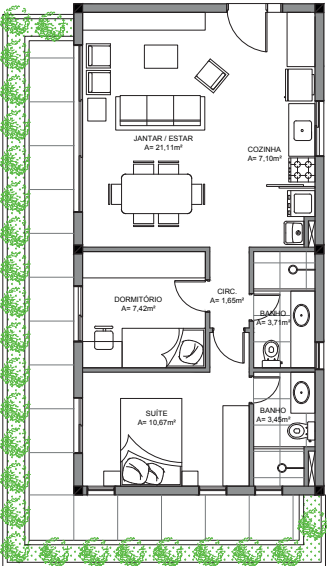 JANTAR / ESTAR
A= 21,11m²
COZINHA
A= 7,10m²
DORMITÓRIO
A= 7,42m²
CIRC.
A= 1,65m²
BANHO
A= 3,71m²
SUÍTE
A= 10,67m²
BANHO
A= 3,45m²